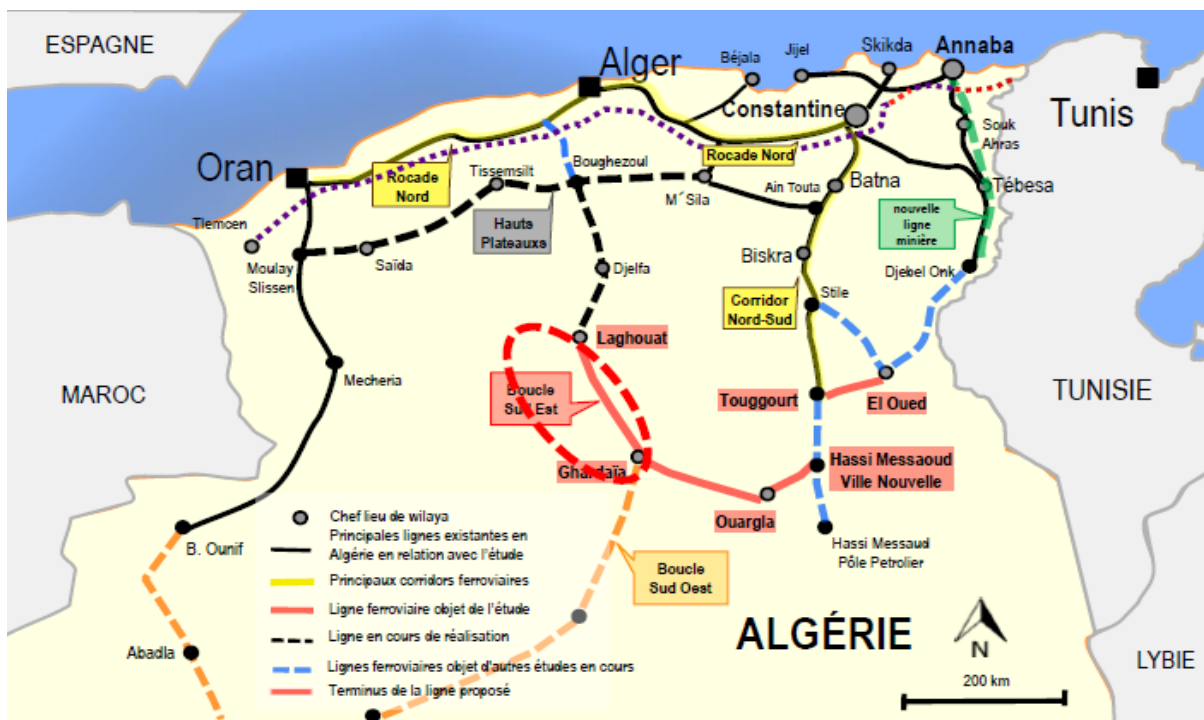 ESPAGNE
Alger
Béjala
Jijel
Skikda
Annaba
Constantine
Tunis
Souk
Ahras
Oran
Rocade
Nord
Tissemsilt
Boughezoul
Rocade Nord
M´Sila
Ain Touta
Batna
Tébesa
Tlemoen
Hauts
Plateauxs
nouvelle
ligne
minière
Moulay
Slissen
Saïda
Djelfa
Biskra
Djebel Onk
Corridor
Nord-Sud
Stile
Laghouat
MAROC
Mecheria
Boucle
Sud Est
Touggourt
El Oued
TUNISIE
Ghardaïa
Hassi Messaoud
Ville Nouvelle
Ouargla
B. Ounif
Hassi Messaud
Pôle Petrolier
Boucle
Sud Oest
Abadla
Chef lieu de wilaya
Principales lignes existantes en
Algérie en relation avec l'étude
Principaux corridors ferroviaires
Ligne ferroviaire objet de l'étude
Ligne en cours de réalisation
Lignes ferroviaires objet d'autres études en cours
Terminus de la ligne proposé
ALGÉRIE
N
200 km
LYBIE